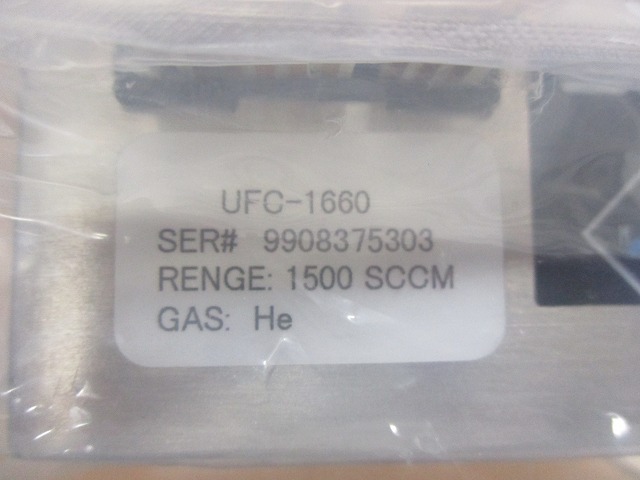 UFC-1660
SER# 9908375303
RENGE: 1500 SCCM
GAS: He